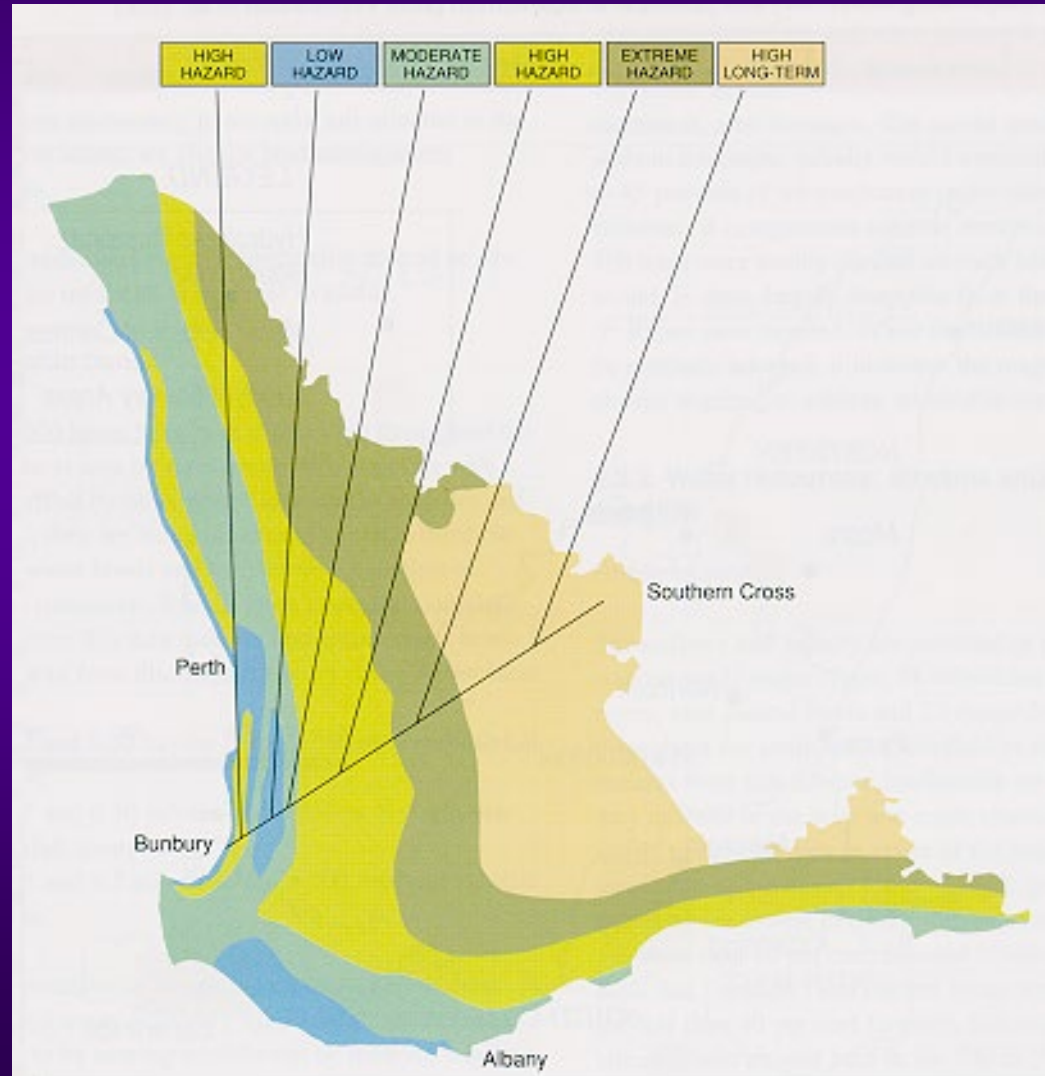 HIGH
HAZARD
LOW
HAZARD
MODERATE
HAZARD
HIGH
HAZARD
EXTREME
HAZARD
HIGH
LONG-TERM
Southern Cross
Perth
Bunbury
Albany